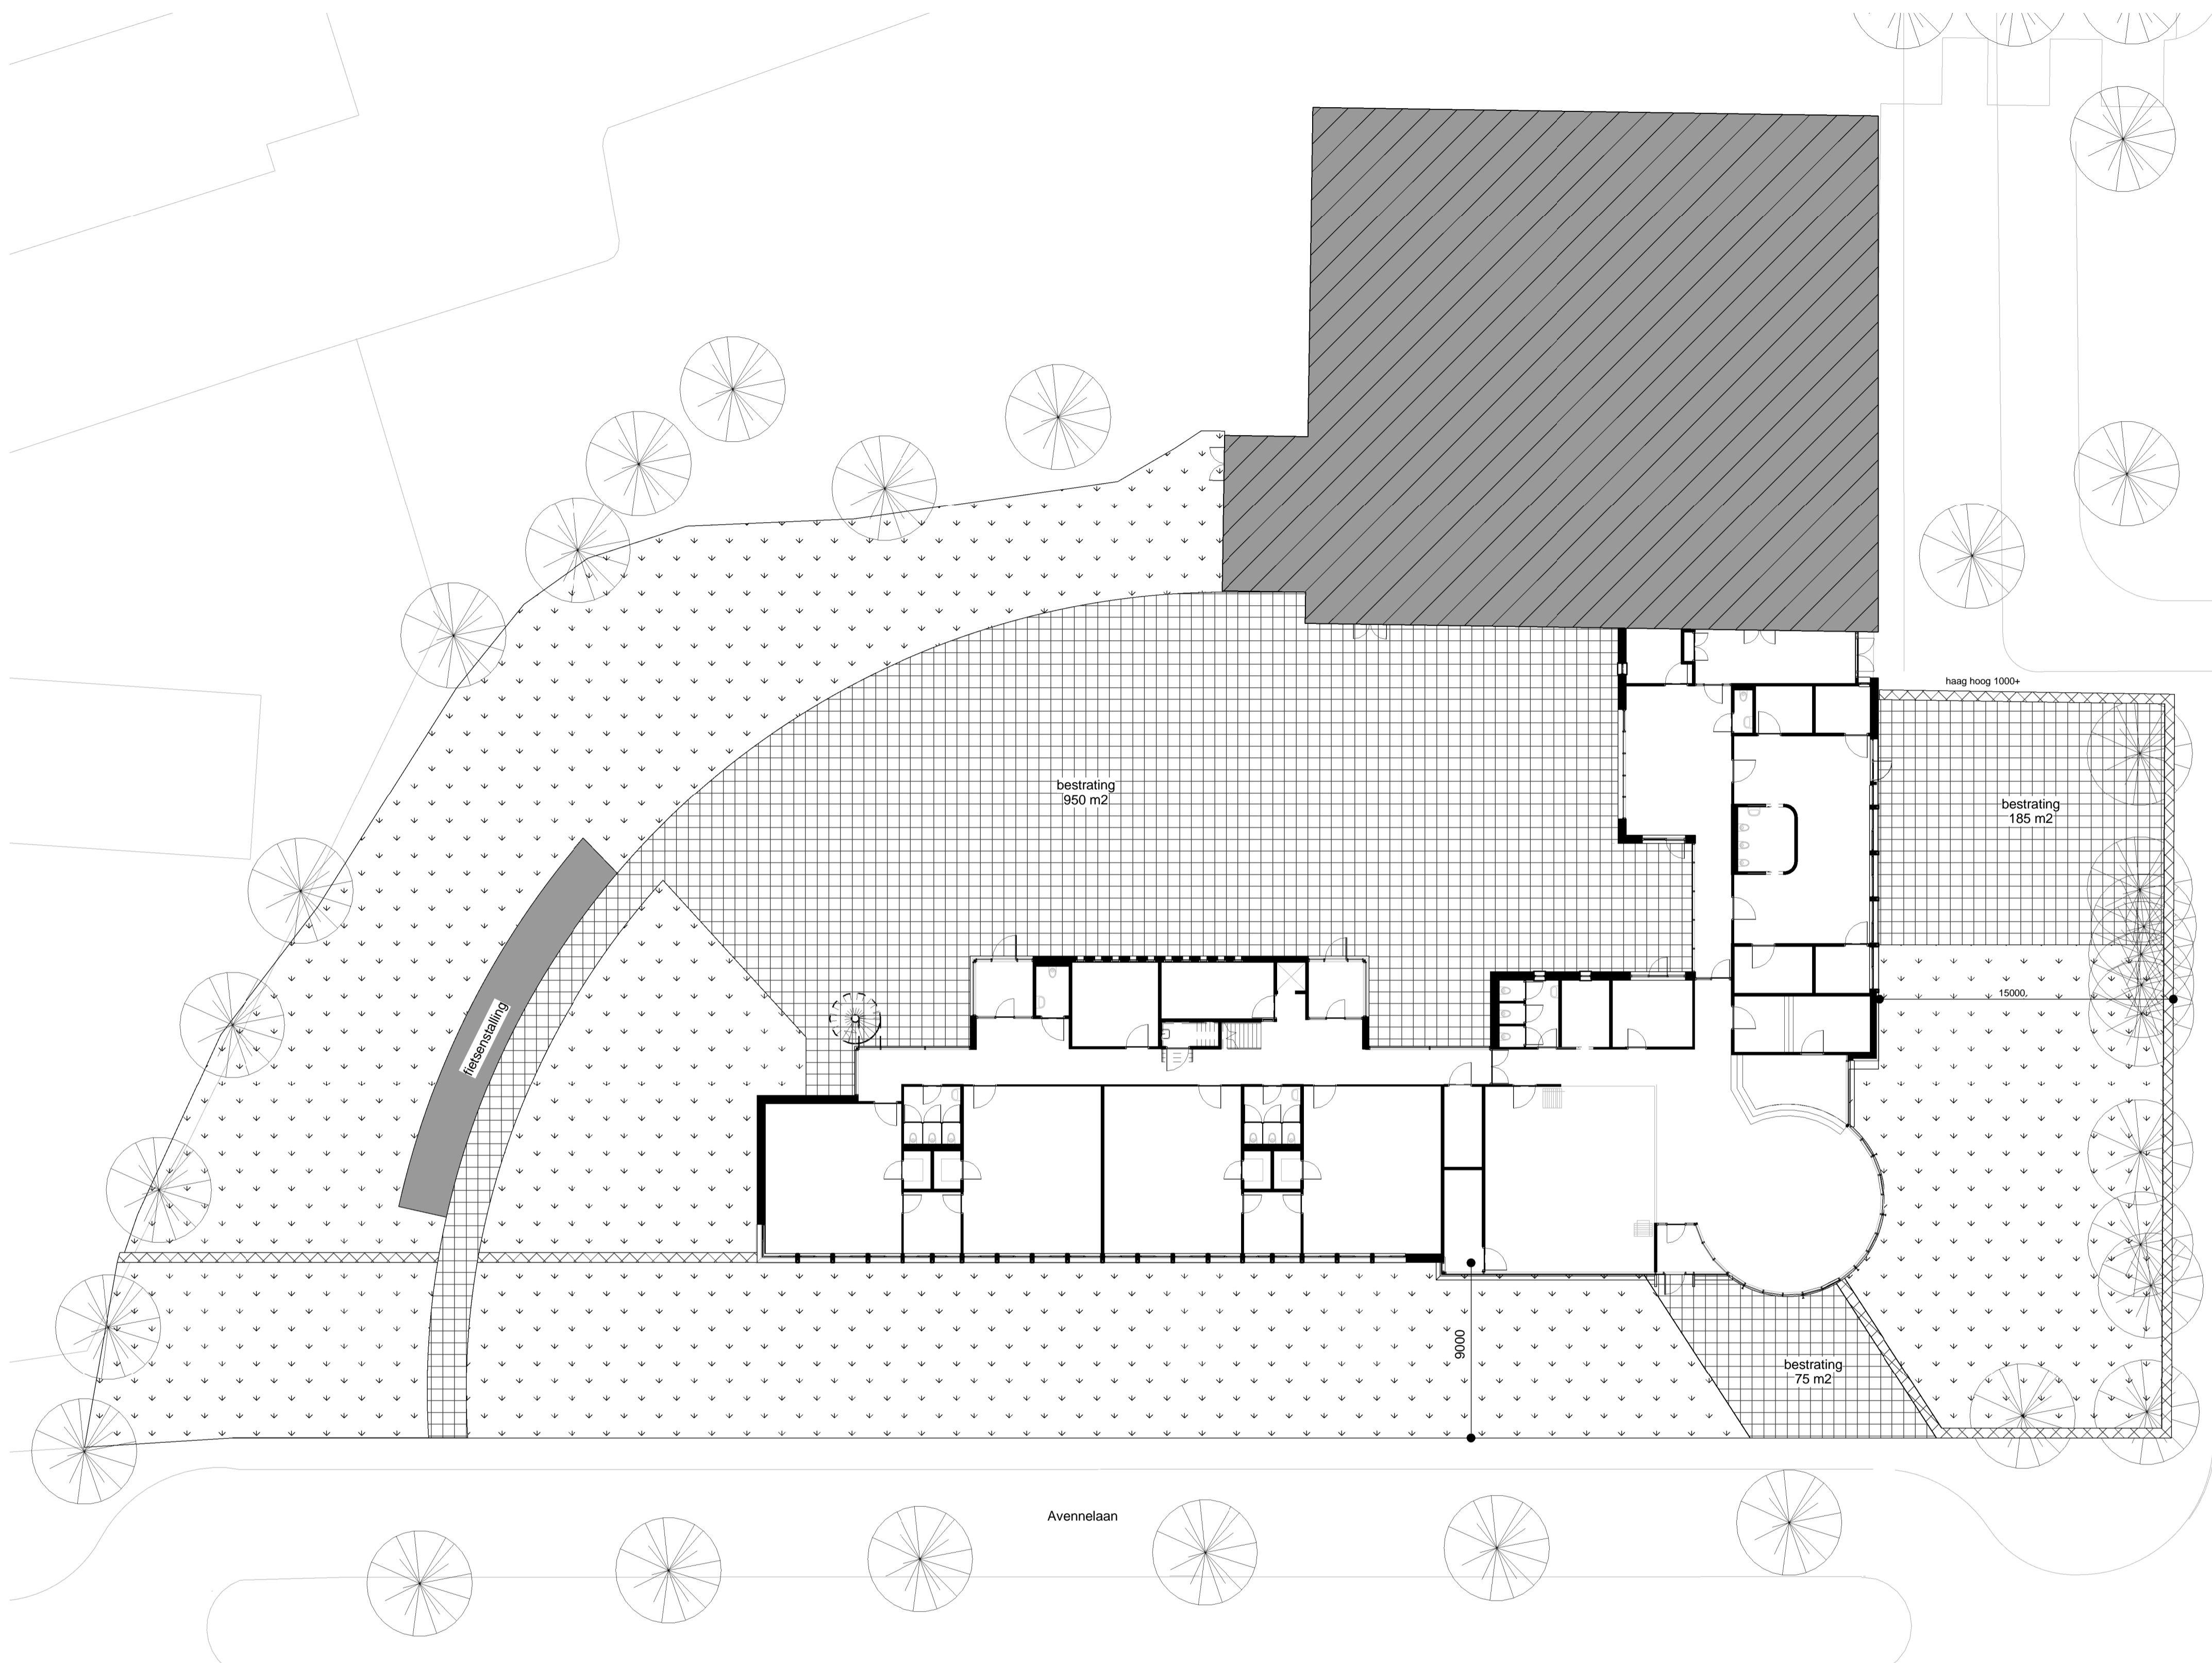 haag hoog 1000+
bestrating
950 m2
bestrating
185 m2
fietsenstalling
15000
9000
bestrating
75 m2
Avennelaan